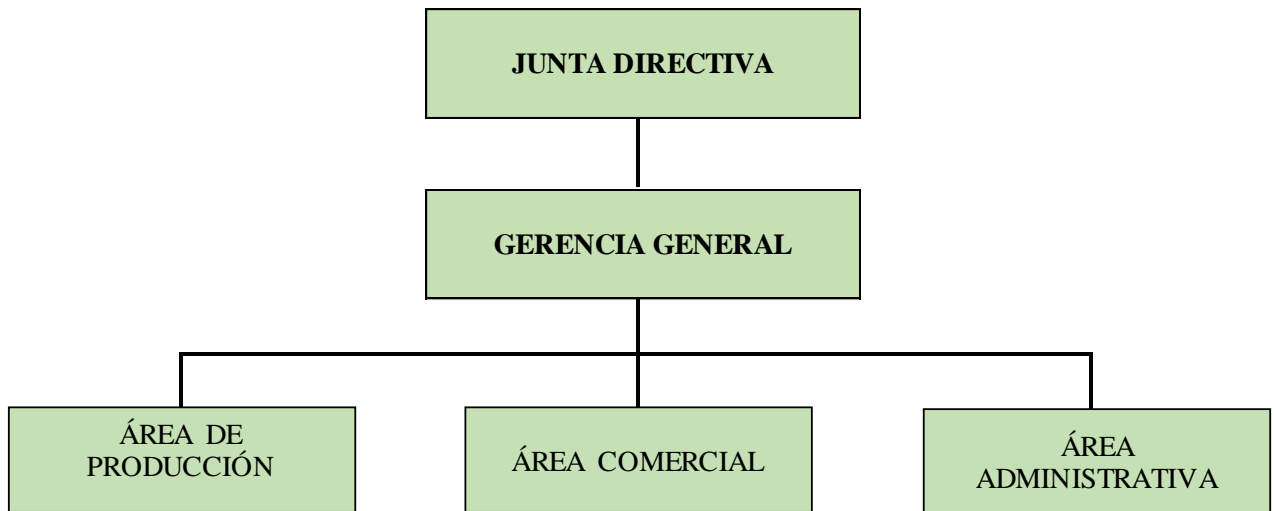 JUNTA DIRECTIVA
GERENCIA GENERAL
ÁREA DE
PRODUCCIÓN
ÁREA COMERCIAL
ÁREA
ADMINISTRATIVA